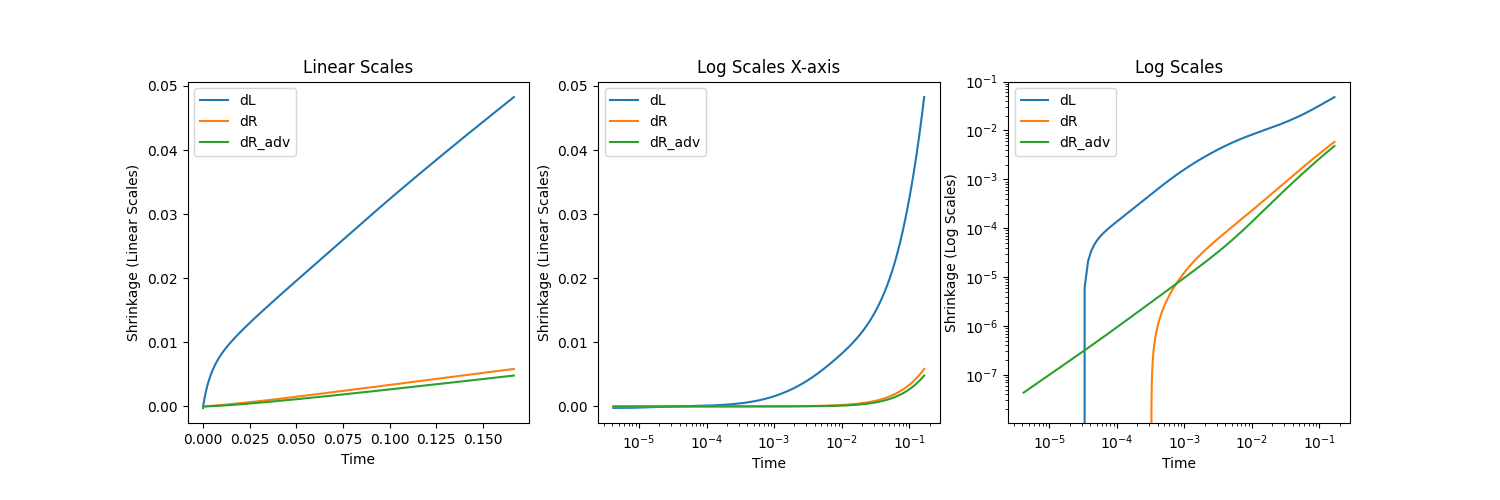 Linear Scales
dL
dR
dR_adv
Shrinkage (Linear Scales)
0.05
0.04
0.03
0.02
0.01
0.00
0.000 0.025 0.050 0.075 0.100 0.125 0.150
Time
Log Scales X-axis
dL
dR
dR_adv
Shrinkage (Linear Scales)
0.05
0.04
0.03
0.02
0.01
0.00
10⁻⁵ 10⁻⁴ 10⁻³ 10⁻² 10⁻¹
Time
Log Scales
dL
dR
dR_adv
Shrinkage (Log Scales)
10⁻¹
10⁻²
10⁻³
10⁻⁴
10⁻⁵
10⁻⁶
10⁻⁷
10⁻⁵ 10⁻⁴ 10⁻³ 10⁻² 10⁻¹
Time